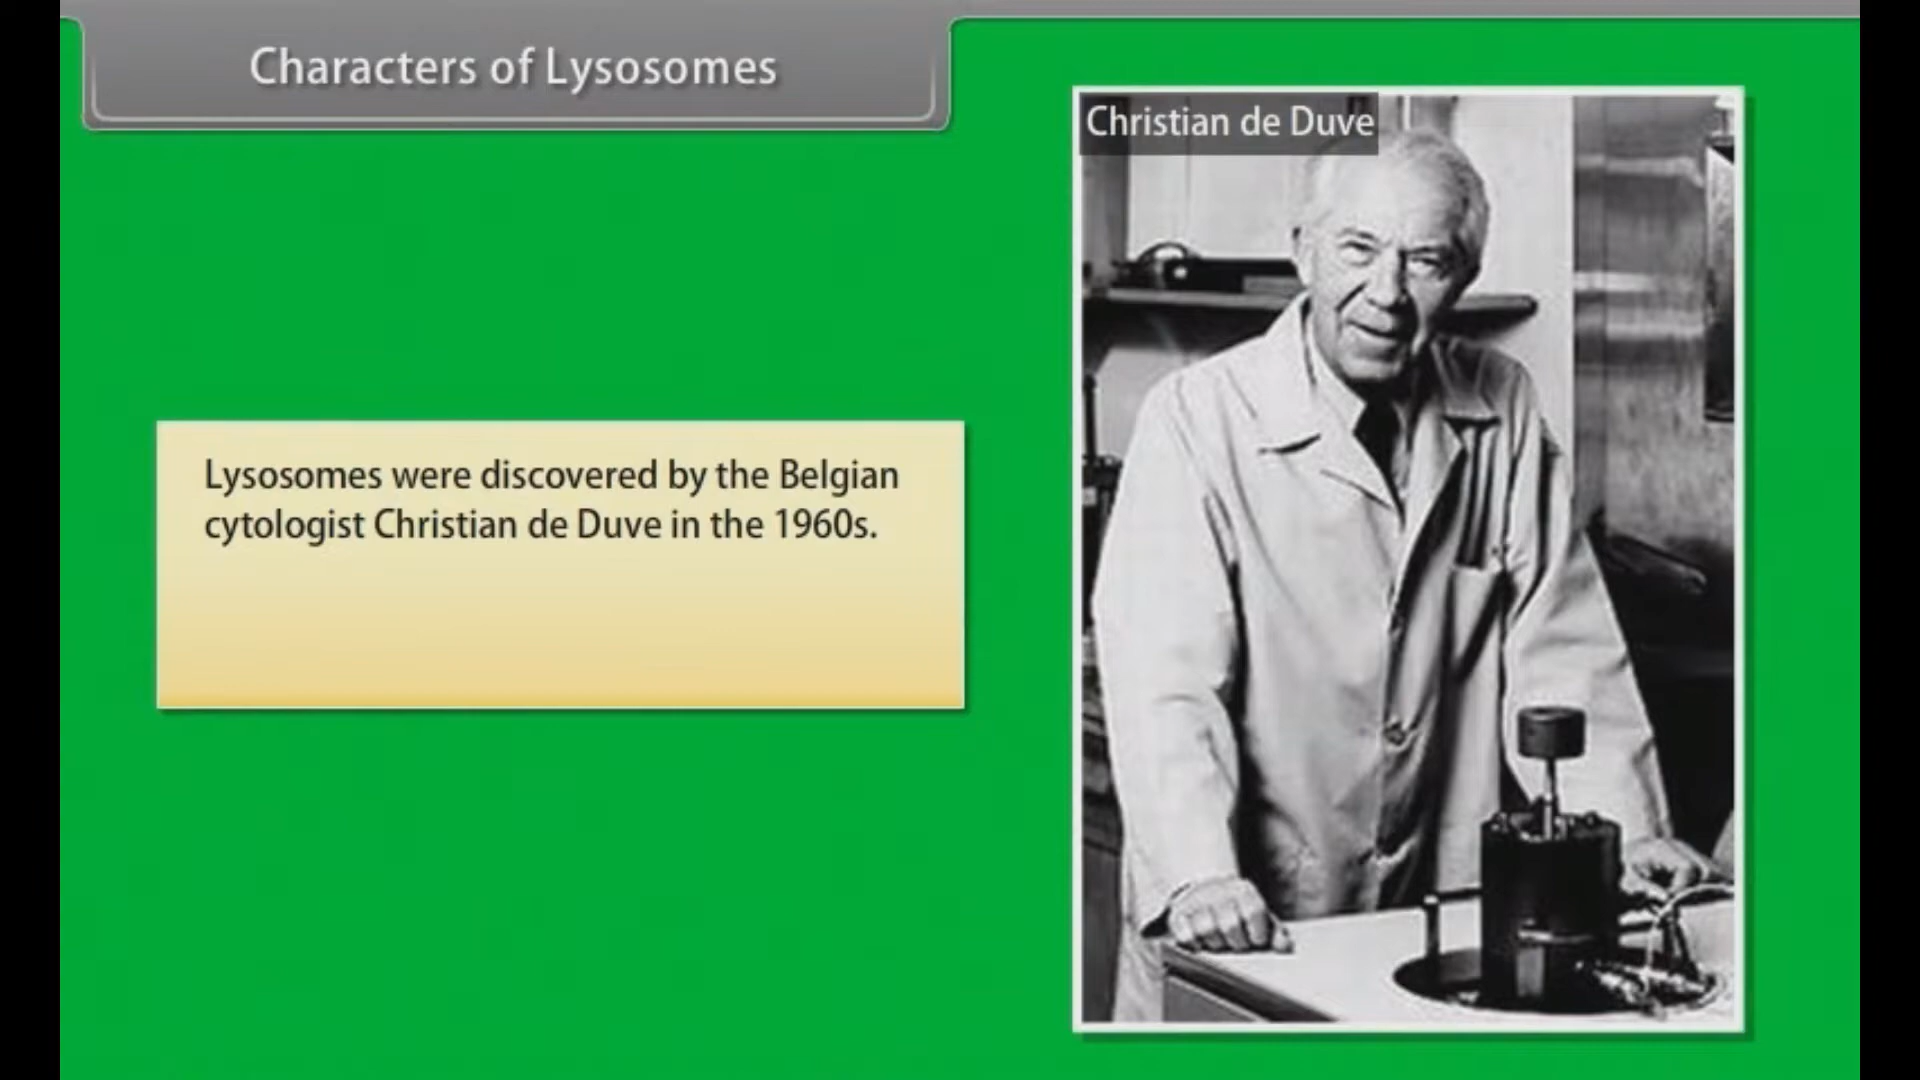 Characters of Lysosomes
Christian de Duve
Lysosomes were discovered by the Belgian
cytologist Christian de Duve in the 1960s.